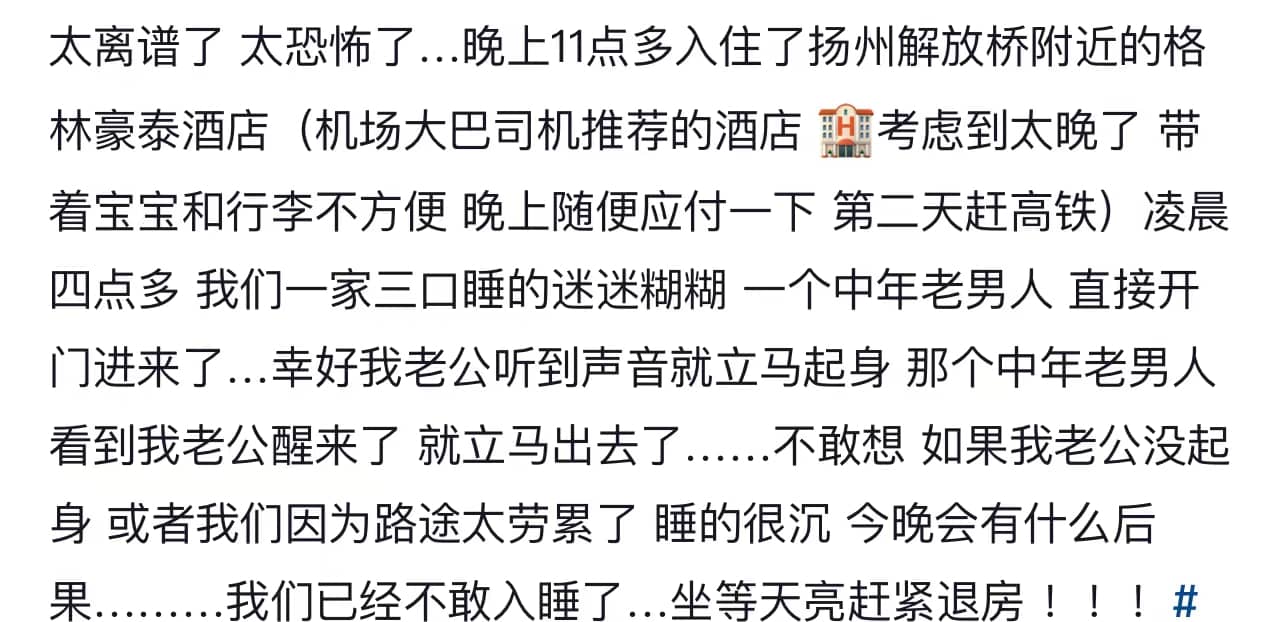 太离谱了 太恐怖了...晚上11点多入住了扬州解放桥附近的格
林豪泰酒店（机场大巴司机推荐的酒店 🏨考虑到太晚了 带
着宝宝和行李不方便 晚上随便应付一下 第二天赶高铁）凌晨
四点多 我们一家三口睡的迷迷糊糊 一个中年老男人 直接开
门进来了...幸好我老公听到声音就立马起身 那个中年老男人
看到我老公醒来了 就立马出去了......不敢想 如果我老公没起
身 或者我们因为路途太劳累了 睡的很沉 今晚会有什么后
果.........我们已经不敢入睡了...坐等天亮赶紧退房！！！#